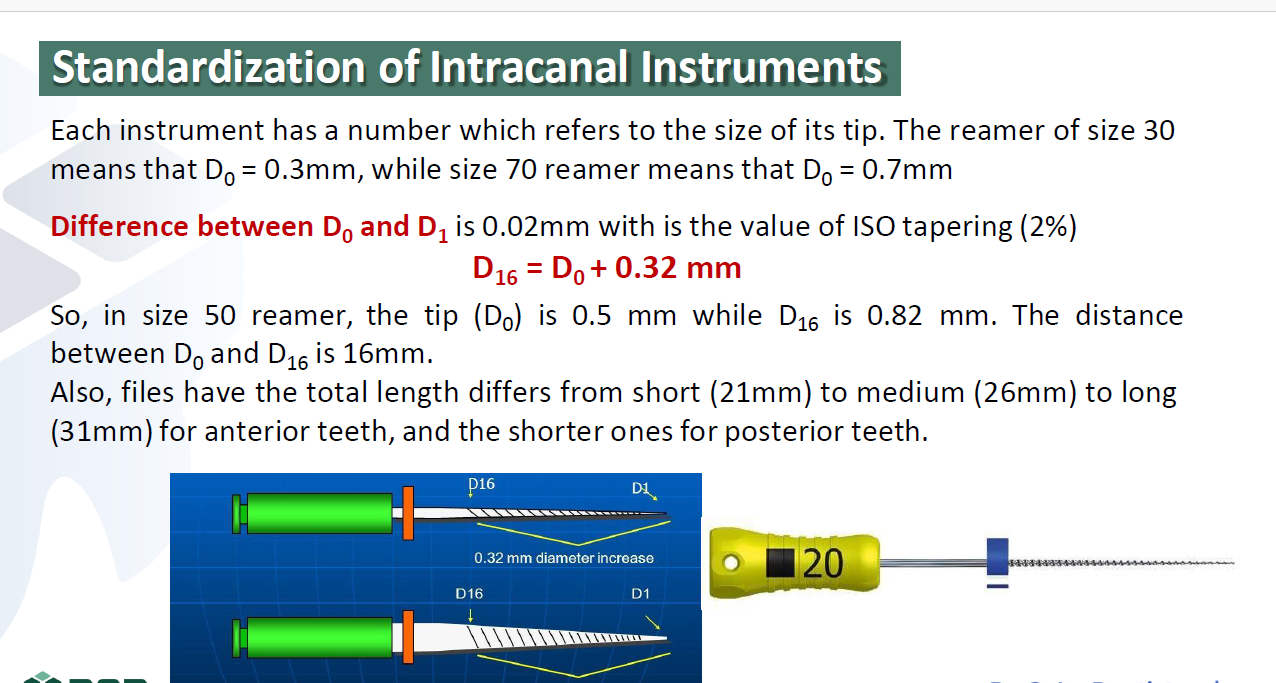 Standardization of Intracanal Instruments
Each instrument has a number which refers to the size of its tip. The reamer of size 30
means that D₀ = 0.3mm, while size 70 reamer means that D₀ = 0.7mm
Difference between D₀ and D₁ is 0.02mm with is the value of ISO tapering (2%)
D₁₆ = D₀ + 0.32 mm
So, in size 50 reamer, the tip (D₀) is 0.5 mm while D₁₆ is 0.82 mm. The distance
between D₀ and D₁₆ is 16mm.
Also, files have the total length differs from short (21mm) to medium (26mm) to long
(31mm) for anterior teeth, and the shorter ones for posterior teeth.
D16
D1
0.32 mm diameter increase
D16
D1
20